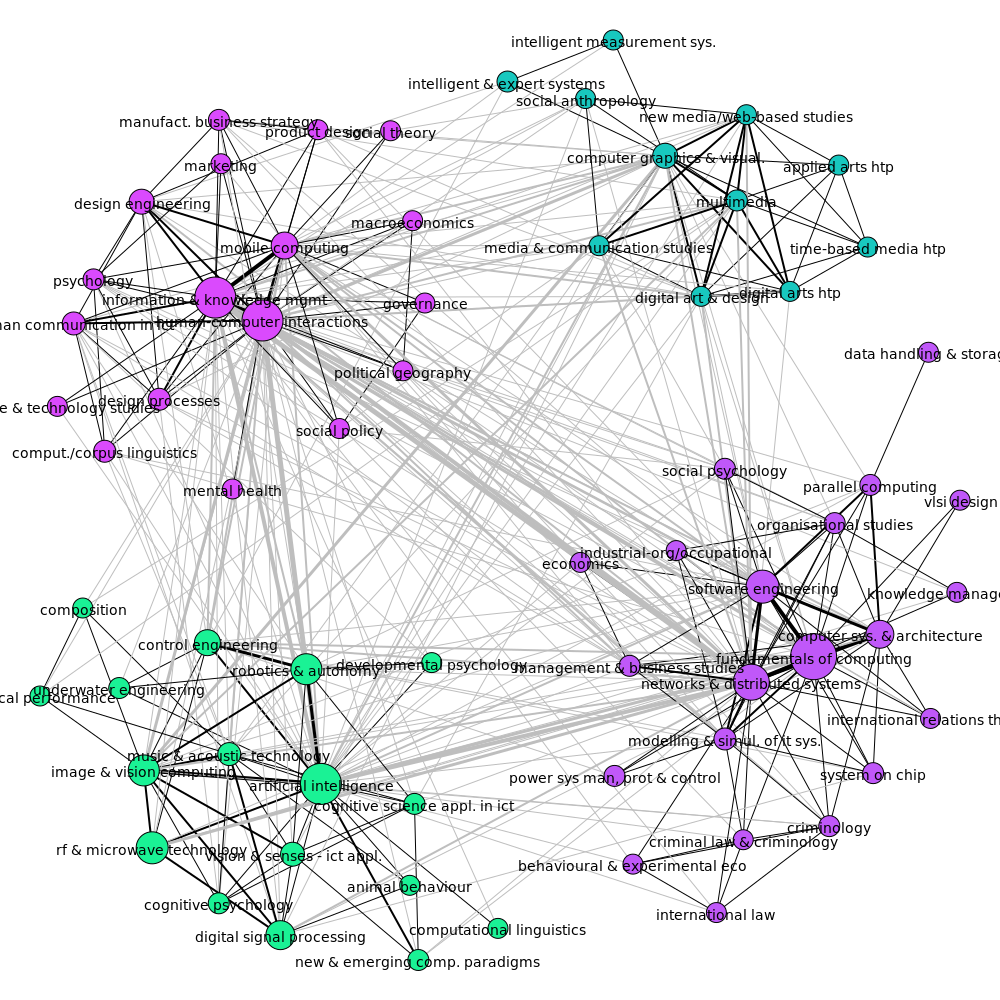 intelligent measurement sys.
intelligent & expert systems
social anthropology
new media/web-based studies
manufact. business strategy
product design
social theory
computer graphics & visual.
applied arts htp
marketing
multimedia
design engineering
macroeconomics
mobile computing
media & communication studies
time-based media htp
psychology
information & knowledge mgmt
governance
digital art & design
digital arts htp
an communication in ict
human-computer interactions
data handling & storag
political geography
e & technology studies
design processes
social policy
comput./corpus linguistics
social psychology
mental health
parallel computing
vlsi design
organisational studies
industrial-org/occupational
economics
software engineering
knowledge manage
composition
control engineering
computer sys. & architecture
developmental psychology
fundamentals of computing
robotics & autonomy
management & business studies
networks & distributed systems
underwater engineering
cal performance
international relations th
modelling & simul. of it sys.
music & acoustic technology
image & vision computing
system on chip
power sys man, prot & control
artificial intelligence
cognitive science appl. in ict
criminology
criminal law & criminology
rf & microwave technology
vision & senses - ict appl.
behavioural & experimental eco
animal behaviour
cognitive psychology
international law
computational linguistics
digital signal processing
new & emerging comp. paradigms